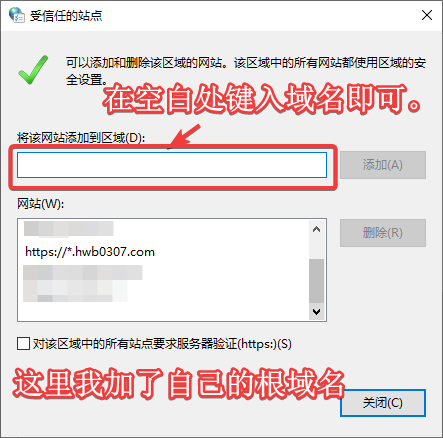 受信任的站点
可以添加和删除该区域的网站。该区域中的所有网站都使用区域的安
全设置。
在空白处键入域名即可。
将该网站添加到区域(D):
添加(A)
网站(W):
https://*.hwb0307.com
删除(R)
对该区域中的所有站点要求服务器验证(https:)(S)
这里我加了自己的根域名
关闭(C)